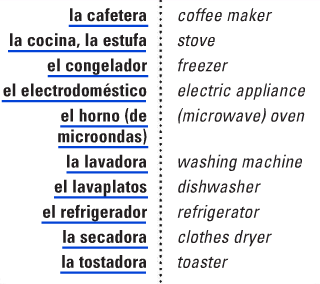 la cafetera coffee maker
la cocina, la estufa stove
el congelador freezer
el electrodoméstico electric appliance
el horno (de (microwave) oven
microondas)
la lavadora washing machine
el lavaplatos dishwasher
el refrigerador refrigerator
la secadora clothes dryer
la tostadora toaster